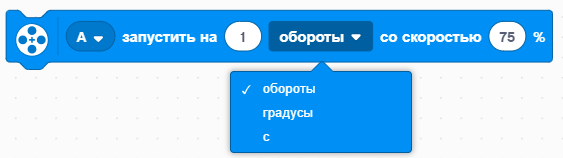 A запустить на 1 обороты со скоростью 75 %
✓ обороты
градусы
с